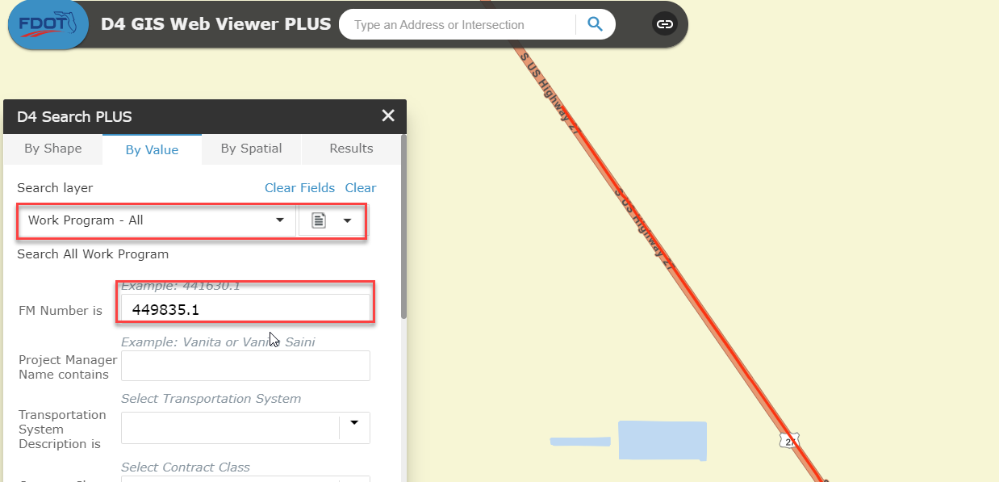 FDOT
D4 GIS Web Viewer PLUS
Type an Address or Intersection
S US Highway 27
D4 Search PLUS
By Shape
By Value
By Spatial
Results
Search layer
Clear Fields
Clear
Work Program - All
Search All Work Program
Example: 441630.1
FM Number is
449835.1
S US Highway 27
Example: Vanita or Vanita Saini
Project Manager
Name contains
Select Transportation System
Transportation
System
Description is
27
Select Contract Class